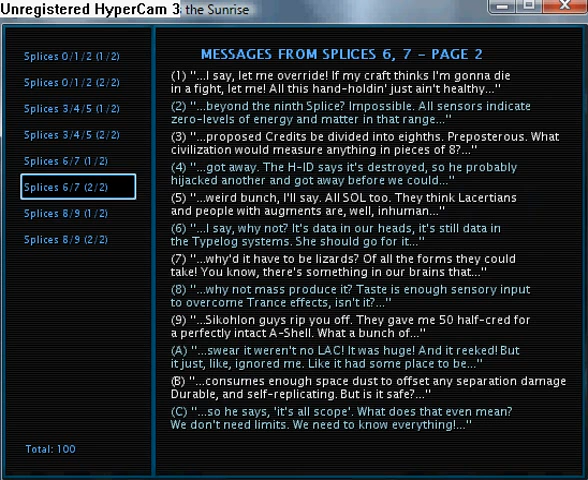 Unregistered HyperCam 3 the Sunrise
Splices 0/1/2 (1/2)
Splices 0/1/2 (2/2)
Splices 3/4/5 (1/2)
Splices 3/4/5 (2/2)
Splices 6/7 (1/2)
Splices 6/7 (2/2)
Splices 8/9 (1/2)
Splices 8/9 (2/2)
Total: 100
MESSAGES FROM SPLICES 6, 7 - PAGE 2
(1) "...I say, let me override! If my craft thinks I'm gonna die
in a fight, let me! All this hand-holdin' just ain't healthy..."
(2) "...beyond the ninth Splice? Impossible. All sensors indicate
zero-levels of energy and matter in that range..."
(3) "...proposed Credits be divided into eighths. Preposterous. What
civilization would measure anything in pieces of 8?..."
(4) "...got away. The H-ID says it's destroyed, so he probably
hijacked another and got away before we could..."
(5) "...weird bunch, I'll say. All SOL too. They think Lacertians
and people with augments are, well, inhuman..."
(6) "...I say, why not? It's data in our heads, it's still data in
the Typelog systems. She should go for it..."
(7) "...why'd it have to be lizards? Of all the forms they could
take! You know, there's something in our brains that..."
(8) "...why not mass produce it? Taste is enough sensory input
to overcome Trance effects, isn't it?..."
(9) "...Sikohlon guys rip you off. They gave me 50 half-cred for
a perfectly intact A-Shell. What a bunch of..."
(A) "...swear it weren't no LAC! It was huge! And it reeked! But
it just, like, ignored me. Like it had some place to be..."
(B) "...consumes enough space dust to offset any separation damage
Durable, and self-replicating. But is it safe?..."
(C) "...so he says, 'it's all scope'. What does that even mean?
We don't need limits. We need to know everything!..."